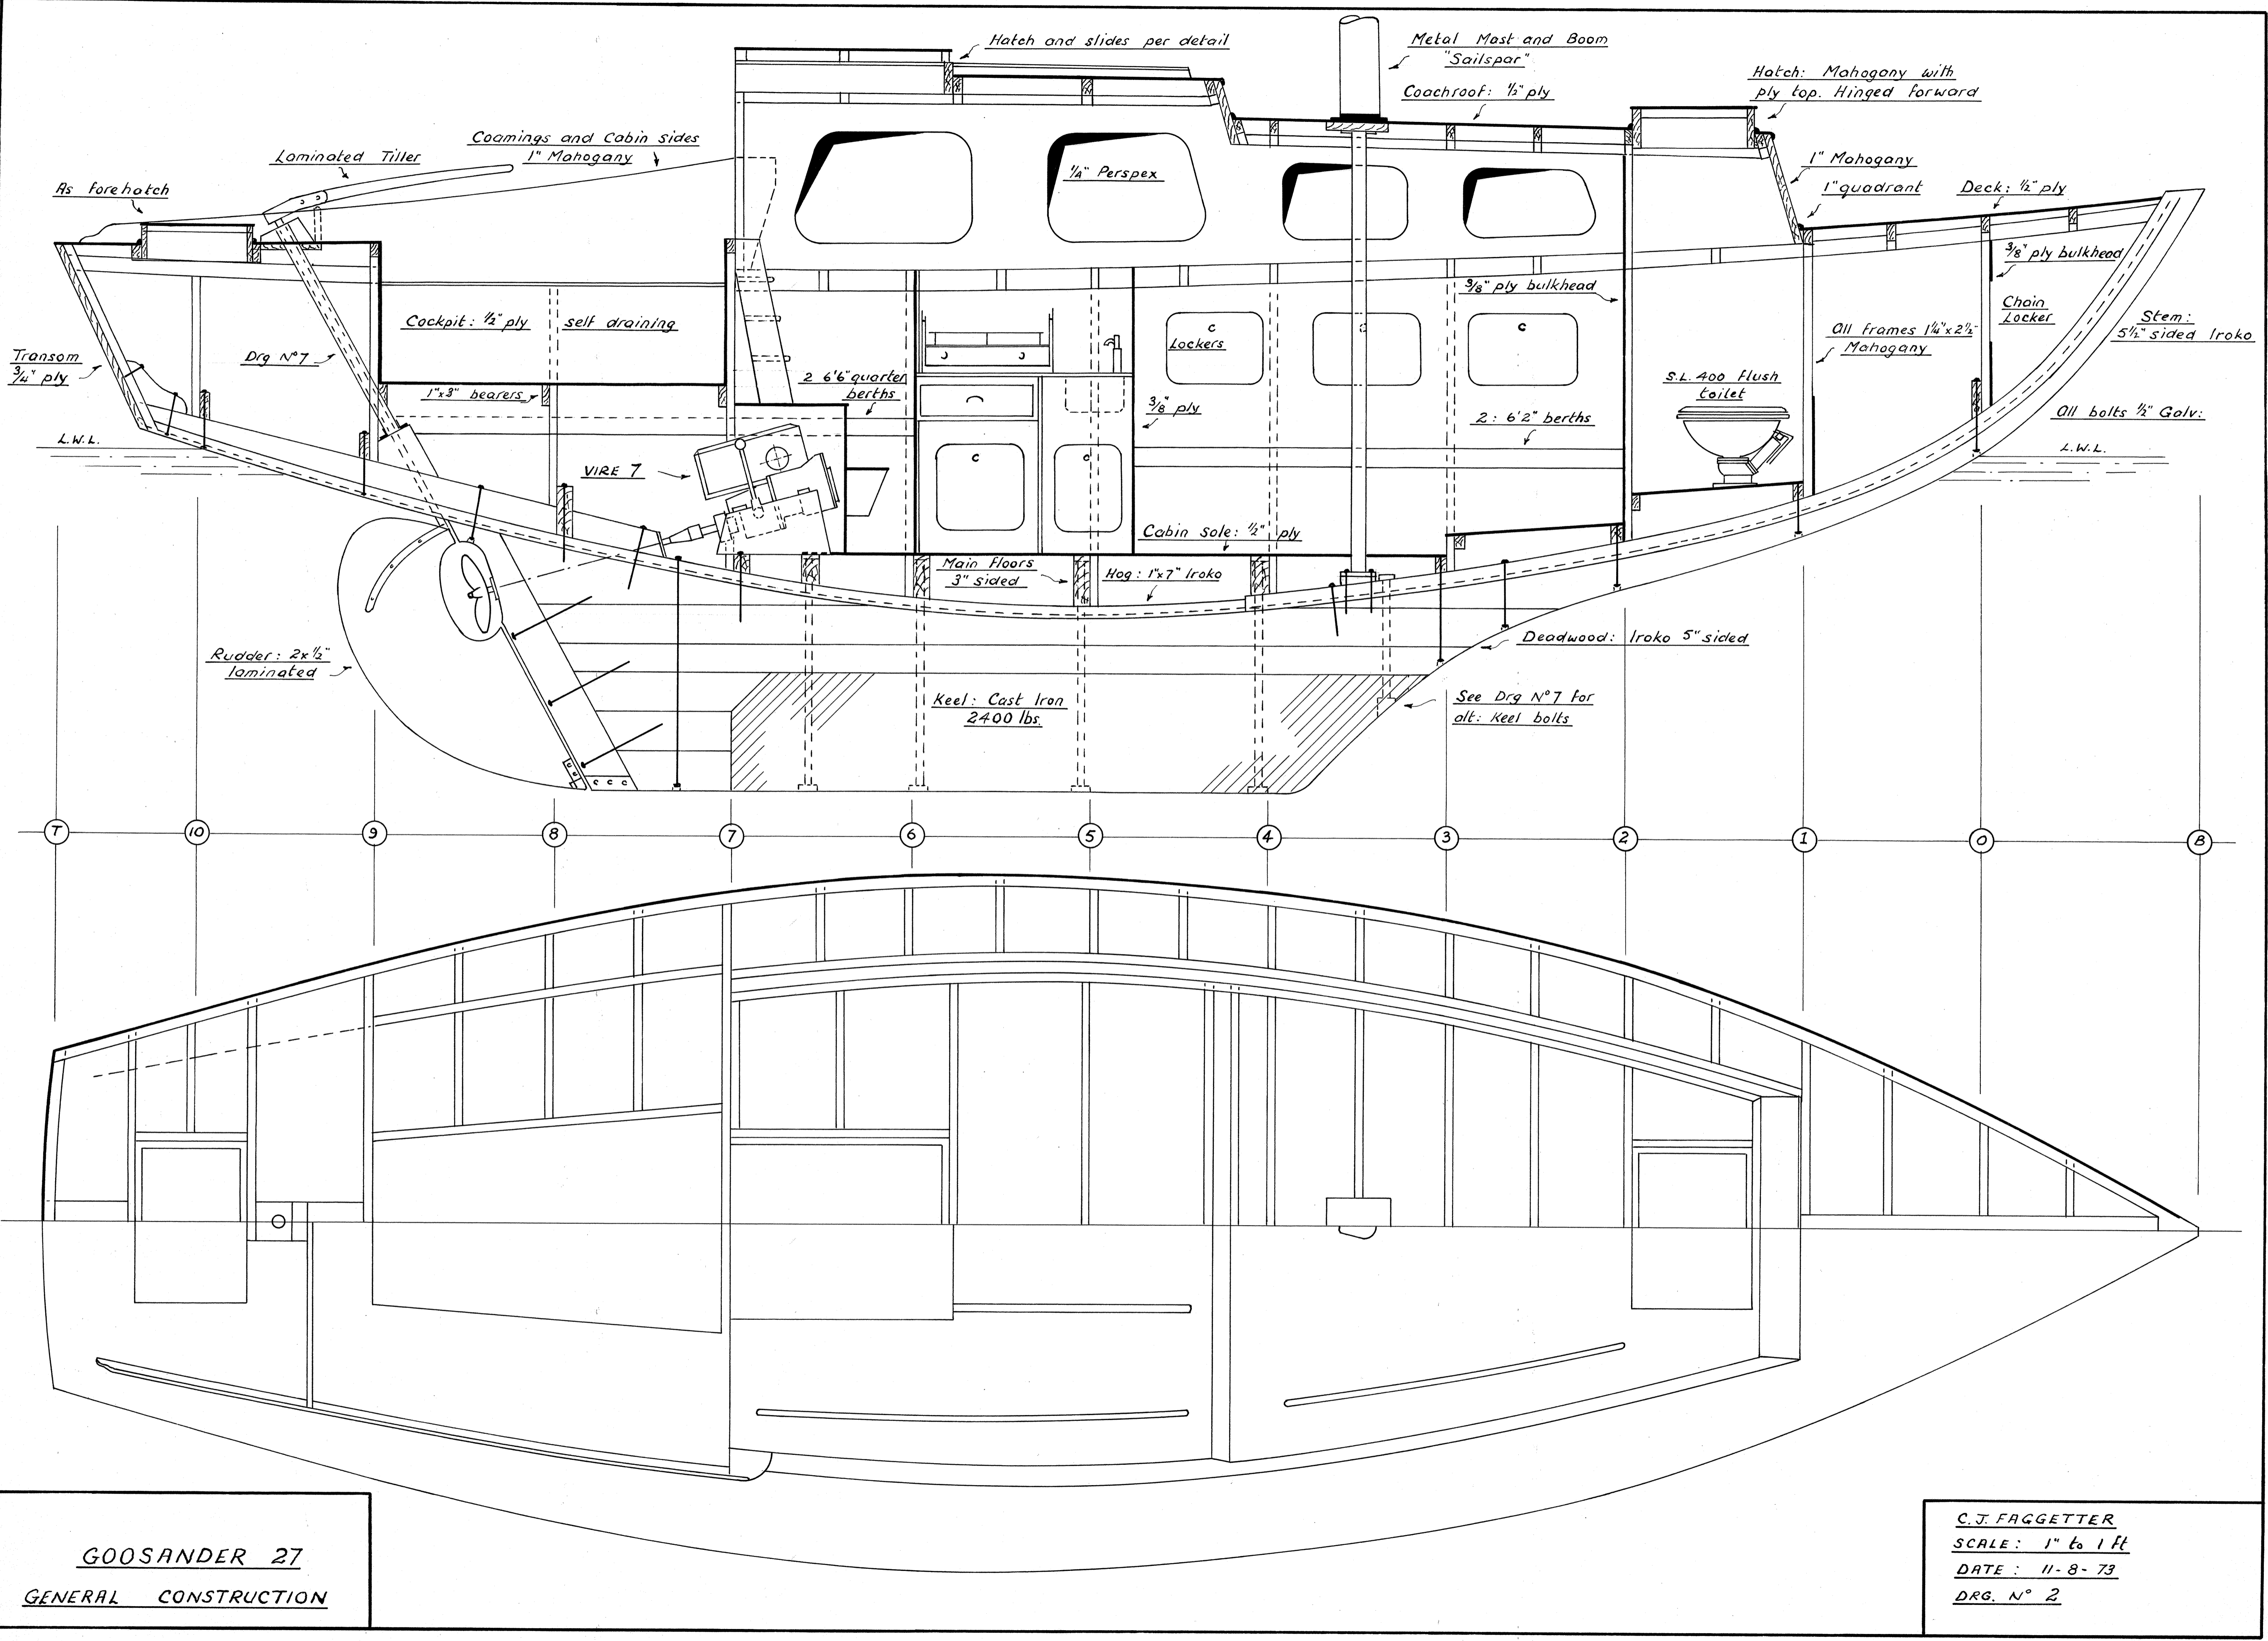 Hatch and slides per detail
Metal Mast and Boom
"Sailspar"
Coachroof: ½" ply
Hatch: Mahogany with
ply top. Hinged forward
Coamings and Cabin sides
1" Mahogany
Laminated Tiller
As forehatch
¼" Perspex
1" Mahogany
1" quadrant
Deck: ½" ply
3/8" ply bulkhead
3/8" ply bulkhead
Chain
Locker
Stem:
5½" sided Iroko
Cockpit: ½" ply
self draining
Lockers
All frames 1¼" x 2½"
Mahogany
Transom
¾" ply
Drg Nº7
1"x3" bearers
2 6'6" quarter
berths
3/8" ply
S.L. 400 flush
toilet
2: 6'2" berths
All bolts ½" Galv:
L.W.L.
L.W.L.
VIRE 7
Cabin sole: ½" ply
Main floors
3" sided
Hog: 1"x7" Iroko
Rudder: 2x½"
laminated
Deadwood: Iroko 5" sided
Keel: Cast Iron
2400 lbs.
See Drg Nº7 for
alt: Keel bolts
T 10 9 8 7 6 5 4 3 2 1 0 B
GOOSANDER 27
GENERAL CONSTRUCTION
C.J. FAGGETTER
SCALE: 1" to 1 ft
DATE: 11-8-73
DRG. Nº 2